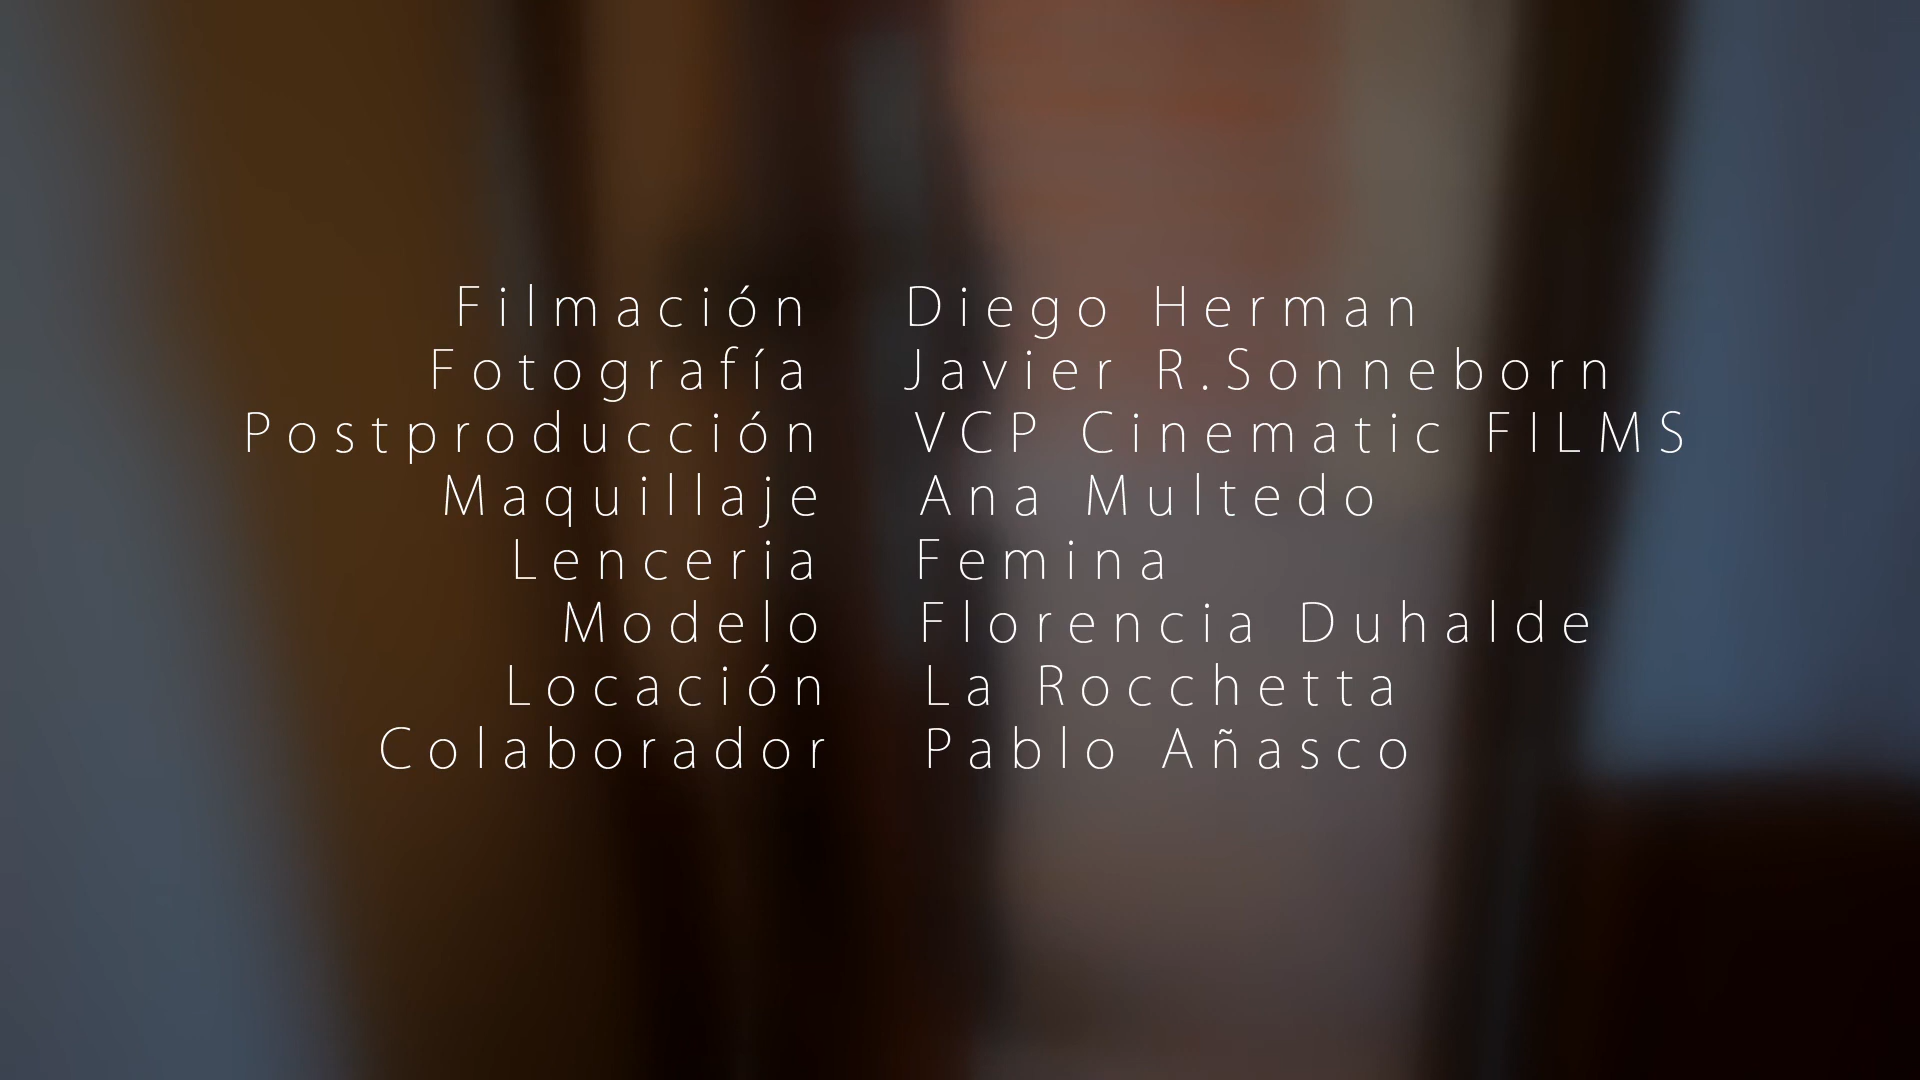 Filmación Diego Herman
Fotografía Javier R.Sonneborn
Postproducción VCP Cinematic FILMS
Maquillaje Ana Multedo
Lenceria Femina
Modelo Florencia Duhalde
Locación La Rocchetta
Colaborador Pablo Añasco